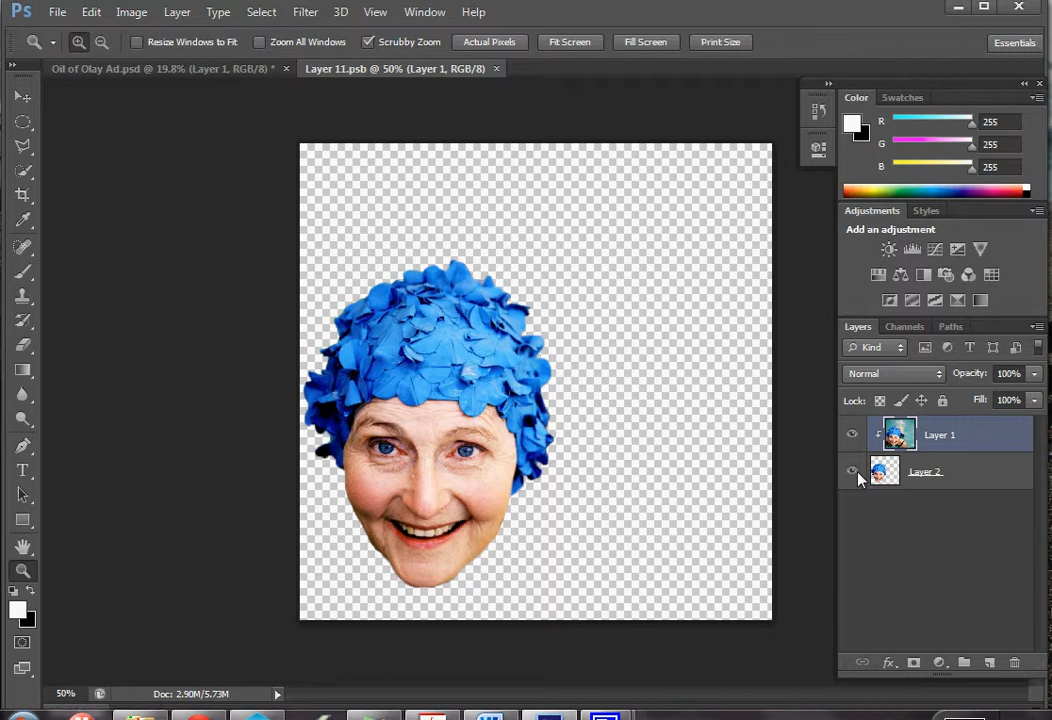 Ps File Edit Image Layer Type Select Filter 3D View Window Help
Resize Windows to Fit Zoom All Windows Scrubby Zoom Actual Pixels Fit Screen Fill Screen Print Size Essentials
Oil of Olay Ad.psd @ 19.8% (Layer 1, RGB/8) * × Layer 11.psb @ 50% (Layer 1, RGB/8) ×
Color Swatches
R 255
G 255
B 255
Adjustments Styles
Add an adjustment
Layers Channels Paths
Kind
Normal Opacity: 100%
Lock: Fill: 100%
Layer 1
Layer 2
fx
50% Doc: 2.90M/5.73M